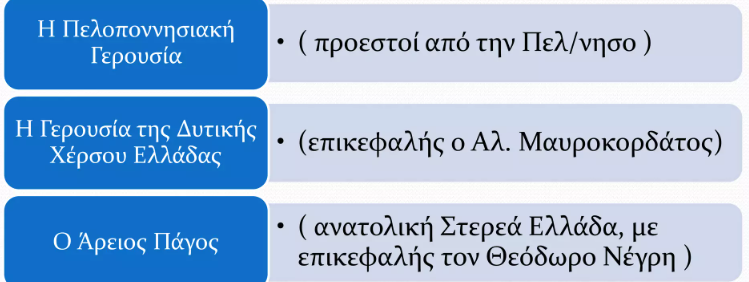 Η Πελοποννησιακή
Γερουσία
• ( προεστοί από την Πελ/νησο )
Η Γερουσία της Δυτικής
Χέρσου Ελλάδας
• (επικεφαλής ο Αλ. Μαυροκορδάτος)
Ο Άρειος Πάγος
• ( ανατολική Στερεά Ελλάδα, με
επικεφαλής τον Θεόδωρο Νέγρη )